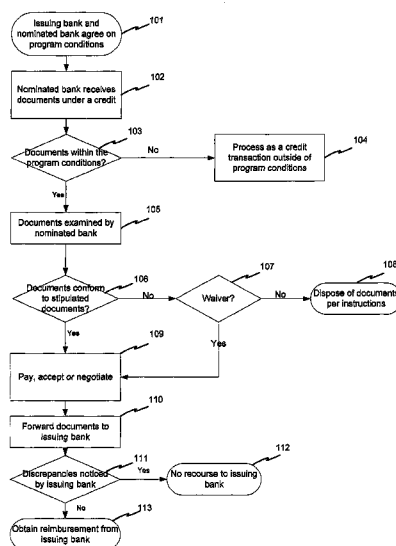 Issuing bank and
nominated bank agree on
program conditions
101
102
Nominated bank receives
documents under a credit
103
Documents within the
program conditions?
No
Process as a credit
transaction outside of
program conditions
104
Yes
105
Documents examined by
nominated bank
106
Documents conform
to stipulated
documents?
No
107
Waiver?
No
108
Dispose of documents
per instructions
Yes
Yes
109
Pay, accept or negotiate
110
Forward documents to
issuing bank
111
Discrepancies noticed
by issuing bank
Yes
112
No recourse to issuing
bank
No
113
Obtain reimbursement from
issuing bank